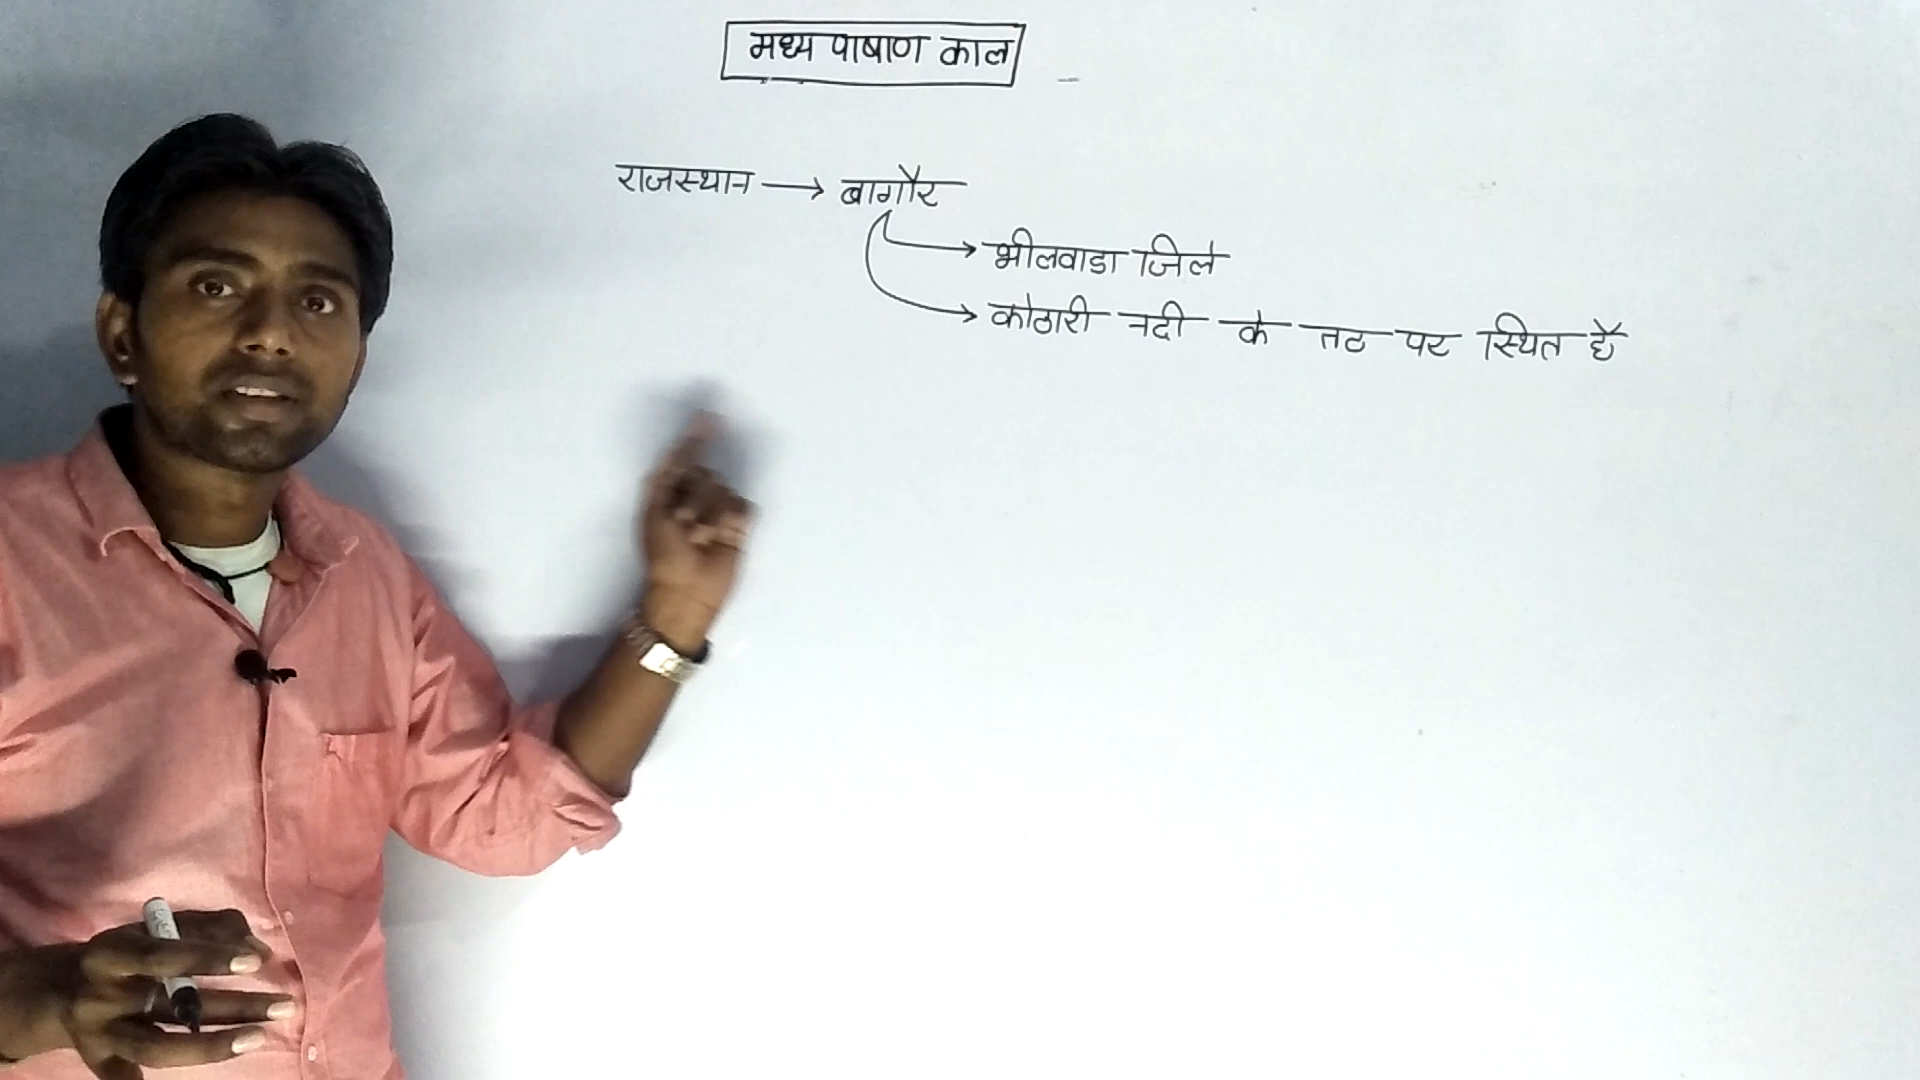 मध्य पाषाण काल
राजस्थान → बागौर
→ भीलवाडा जिले
→ कोठारी नदी के तट पर स्थित है